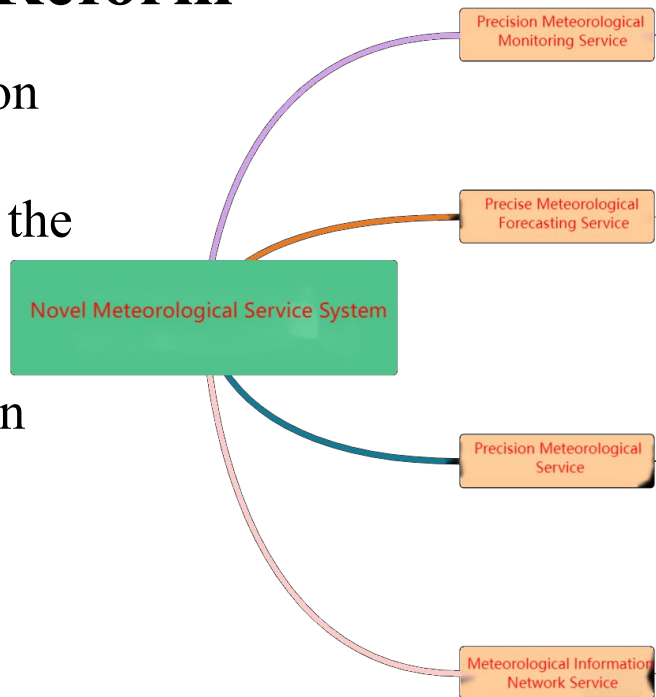 Reform
on
the
n
Precision Meteorological
Monitoring Service
Precise Meteorological
Forecasting Service
Novel Meteorological Service System
Precision Meteorological
Service
Meteorological Information
Network Service